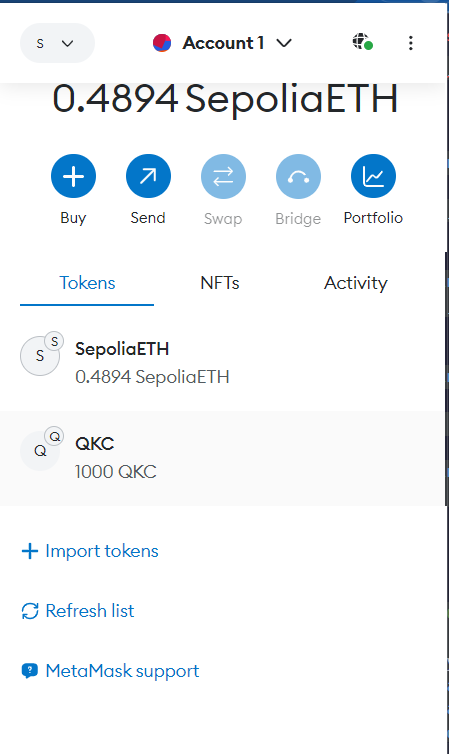 S
Account 1
0.4894 SepoliaETH
Buy
Send
Swap
Bridge
Portfolio
Tokens
NFTs
Activity
S
S
SepoliaETH
0.4894 SepoliaETH
Q
Q
QKC
1000 QKC
Import tokens
Refresh list
MetaMask support